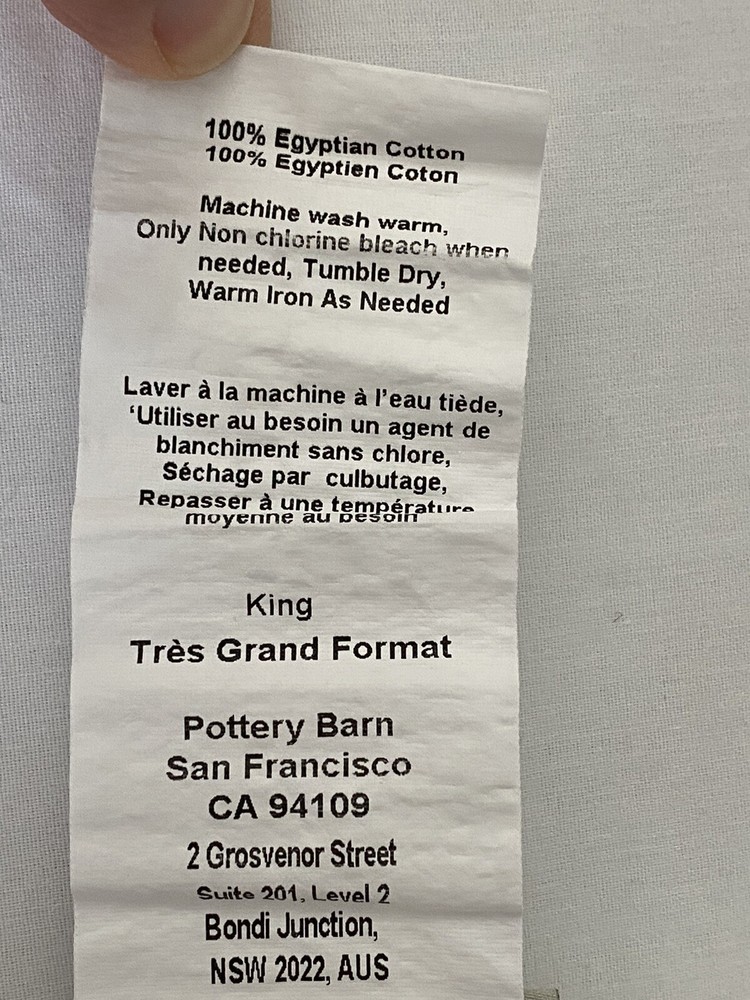 100% Egyptian Cotton
100% Egyptien Coton
Machine wash warm,
Only Non chlorine bleach when
needed, Tumble Dry,
Warm Iron As Needed
Laver à la machine à l'eau tiède,
‘Utiliser au besoin un agent de
blanchiment sans chlore,
Séchage par culbutage,
Repasser à une température
moyenne au besoin
King
Très Grand Format
Pottery Barn
San Francisco
CA 94109
2 Grosvenor Street
Suite 201, Level 2
Bondi Junction,
NSW 2022, AUS